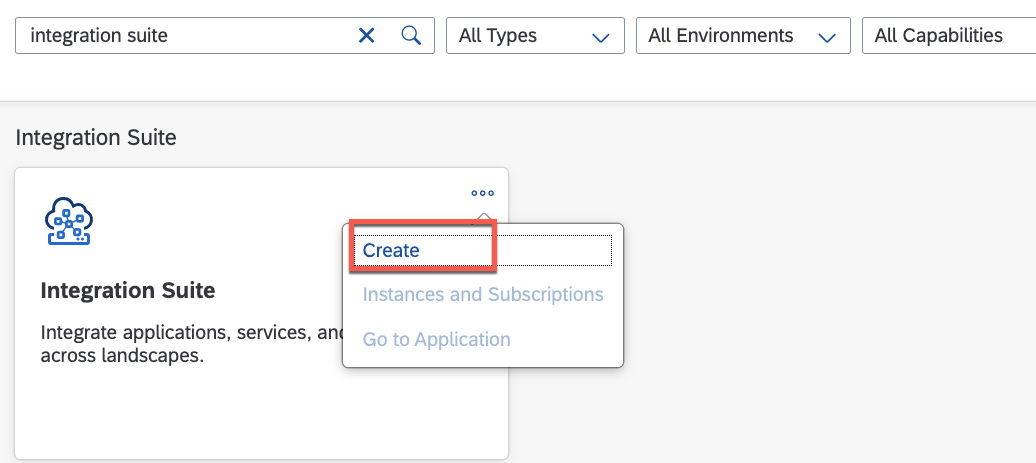 integration suite
All Types
All Environments
All Capabilities
Integration Suite
Create
Instances and Subscriptions
Go to Application
Integration Suite
Integrate applications, services, and
across landscapes.